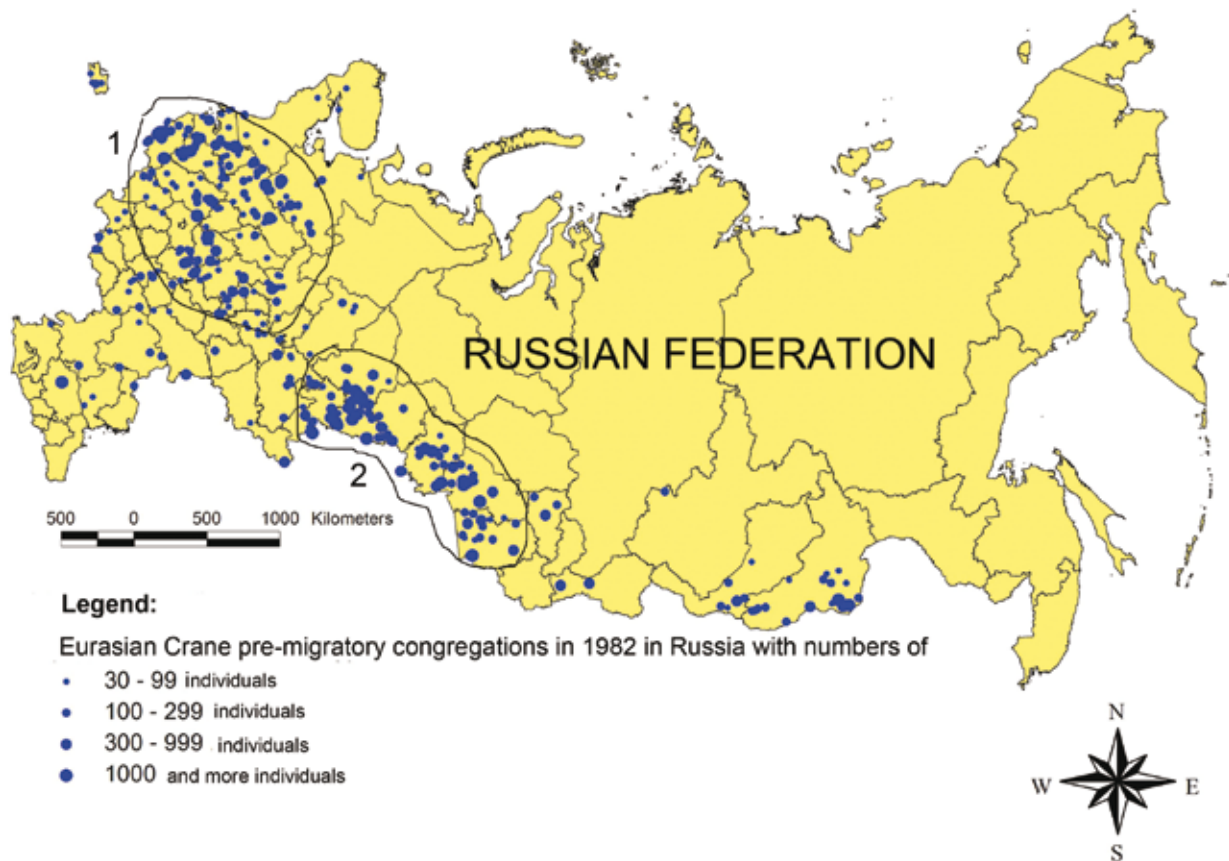 1
RUSSIAN FEDERATION
2
500 0 500 1000 Kilometers
Legend:
Eurasian Crane pre-migratory congregations in 1982 in Russia with numbers of
30 - 99 individuals
100 - 299 individuals
300 - 999 individuals
1000 and more individuals
N
W E
S